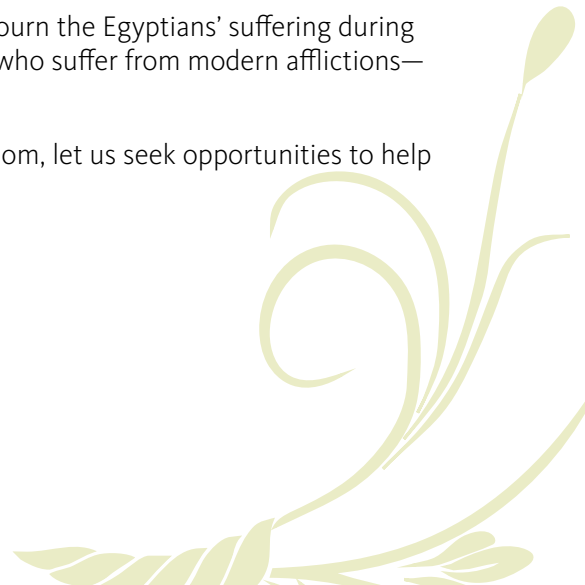 ourn the Egyptians’ suffering during
who suffer from modern afflictions—
om, let us seek opportunities to help